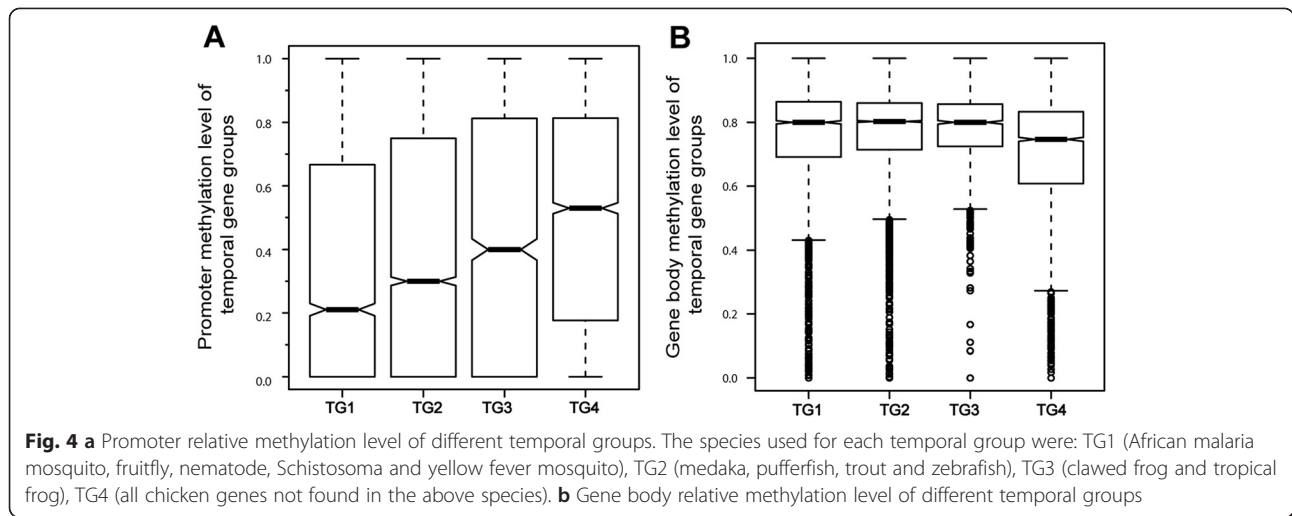 A
Promoter methylation level of
temporal gene groups
1.0
0.8
0.6
0.4
0.2
0.0
TG1 TG2 TG3 TG4
B
Gene body methylation level of
temporal gene groups
1.0
0.8
0.6
0.4
0.2
0.0
TG1 TG2 TG3 TG4
Fig. 4 a Promoter relative methylation level of different temporal groups. The species used for each temporal group were: TG1 (African malaria
mosquito, fruitfly, nematode, Schistosoma and yellow fever mosquito), TG2 (medaka, pufferfish, trout and zebrafish), TG3 (clawed frog and tropical
frog), TG4 (all chicken genes not found in the above species). b Gene body relative methylation level of different temporal groups